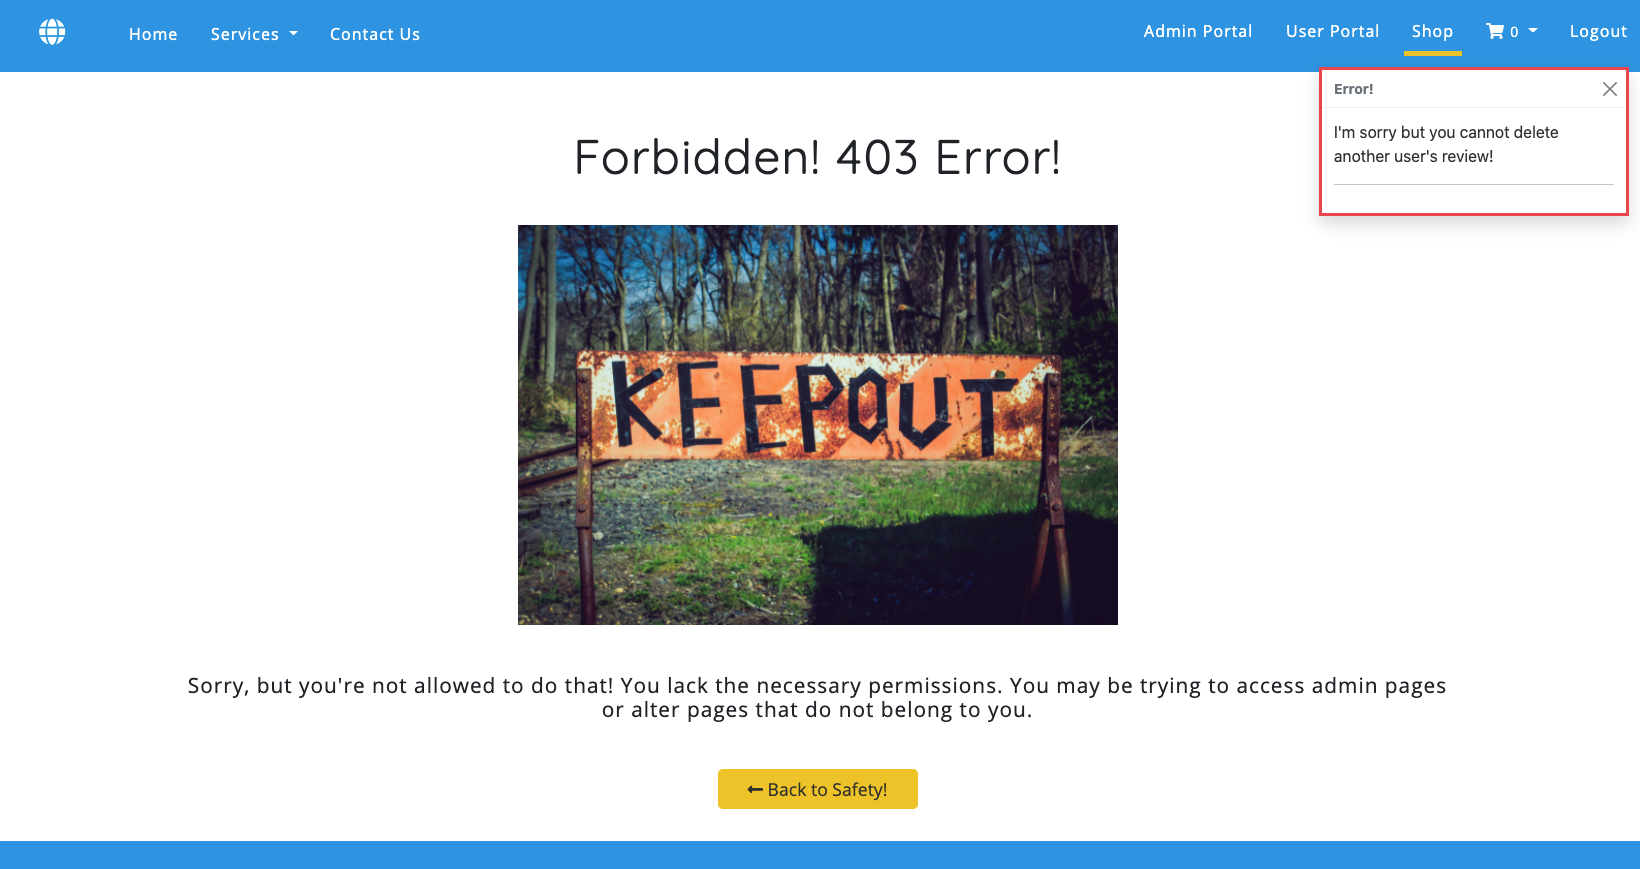 Home Services Contact Us Admin Portal User Portal Shop 0 Logout
Error!
I'm sorry but you cannot delete
another user's review!
Forbidden! 403 Error!
KEEPOUT
Sorry, but you're not allowed to do that! You lack the necessary permissions. You may be trying to access admin pages
or alter pages that do not belong to you.
Back to Safety!